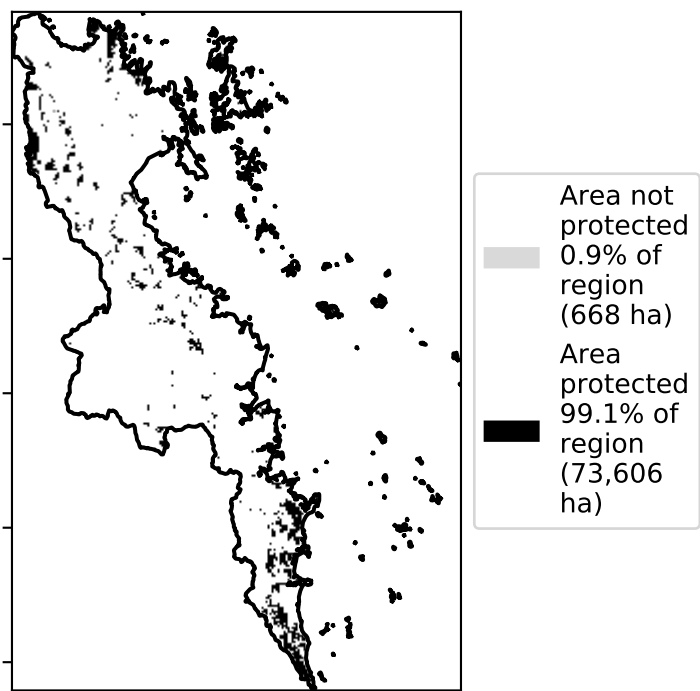 Area not
protected
0.9% of
region
(668 ha)
Area
protected
99.1% of
region
(73,606
ha)